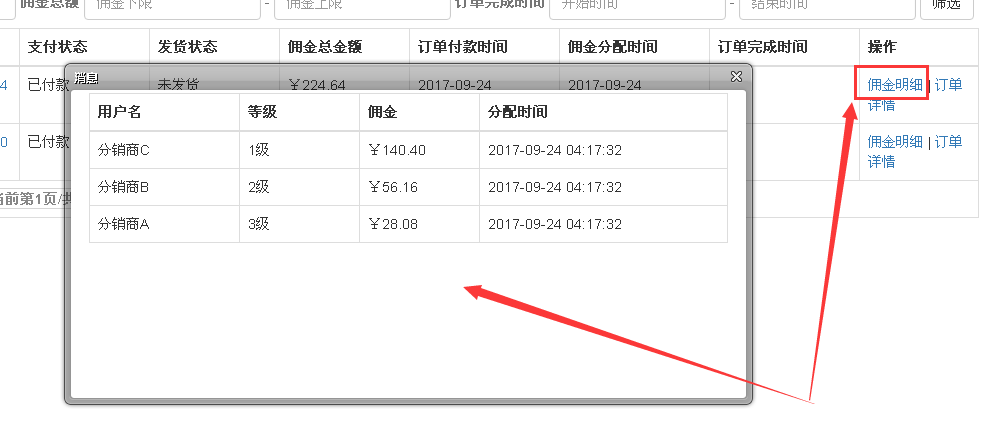 佣金总额 佣金下限 - 佣金上限 订单完成时间 开始时间 - 结束时间 筛选
支付状态 发货状态 佣金总金额 订单付款时间 佣金分配时间 订单完成时间 操作
4 已付款 未发货 ￥224.64 2017-09-24 2017-09-24 佣金明细 | 订单
详情
消息
用户名 等级 佣金 分配时间
分销商C 1级 ￥140.40 2017-09-24 04:17:32
分销商B 2级 ￥56.16 2017-09-24 04:17:32
分销商A 3级 ￥28.08 2017-09-24 04:17:32
0 已付款 佣金明细 | 订单
详情
当前第1页/共